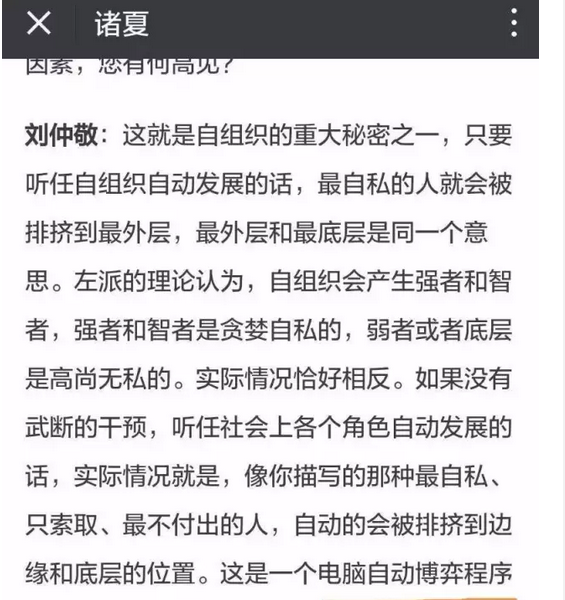 诸夏
因素，您有何高见？
刘仲敬：这就是自组织的重大秘密之一，只要
听任自组织自动发展的话，最自私的人就会被
排挤到最外层，最外层和最底层是同一个意
思。左派的理论认为，自组织会产生强者和智
者，强者和智者是贪婪自私的，弱者或者底层
是高尚无私的。实际情况恰好相反。如果没有
武断的干预，听任社会上各个角色自动发展的
话，实际情况就是，像你描写的那种最自私、
只索取、最不付出的人，自动的会被排挤到边
缘和底层的位置。这是一个电脑自动博弈程序